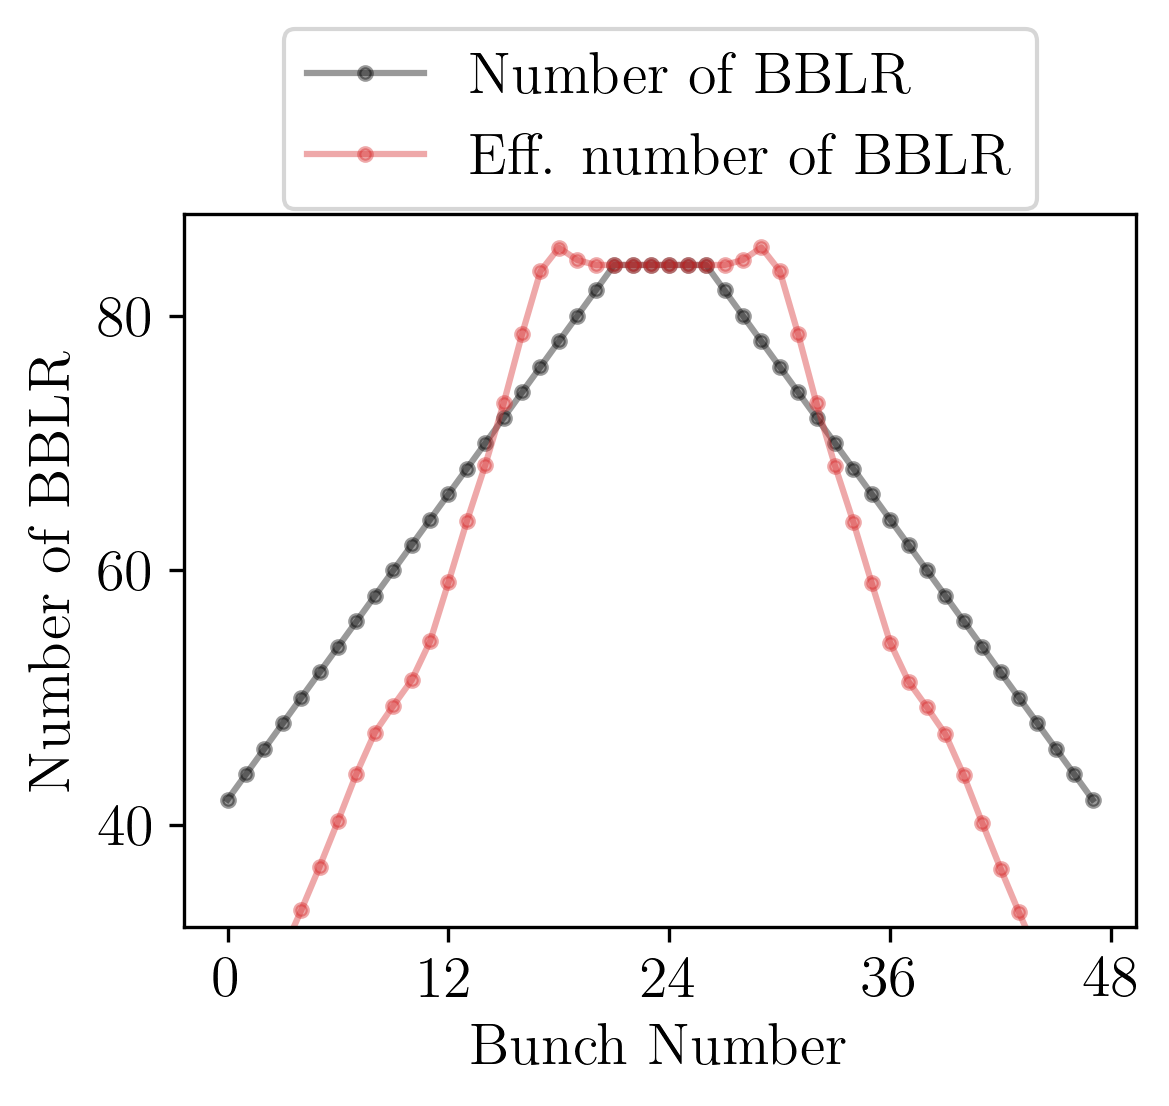 Number of BBLR
Eff. number of BBLR
80
60
40
Number of BBLR
0 12 24 36 48
Bunch Number